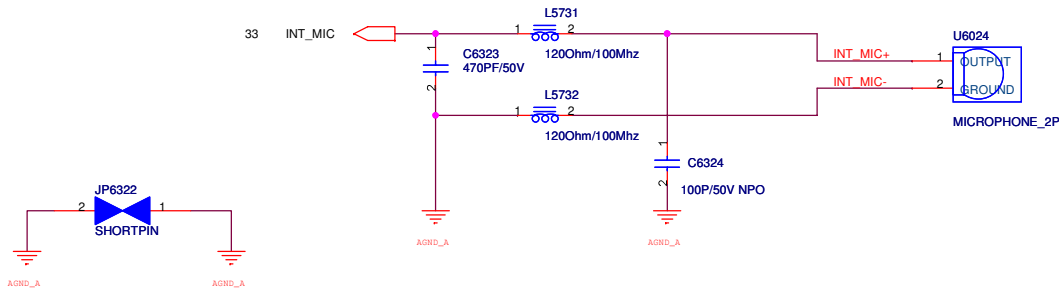 L5731
33 INT_MIC
1 2
U6024
1
C6323
470PF/50V
120Ohm/100Mhz
INT_MIC+
1 OUTPUT
2
L5732
INT_MIC-
2 GROUND
1 2
MICROPHONE_2P
120Ohm/100Mhz
1
C6324
2
100P/50V NPO
JP6322
2 1
SHORTPIN
AGND_A AGND_A
AGND_A AGND_A